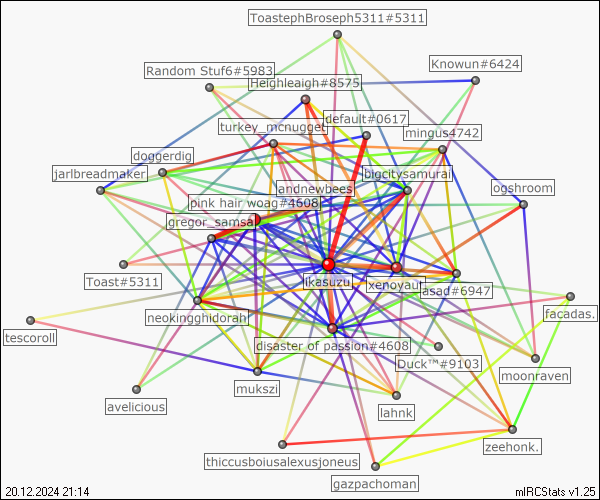 ToastephBroseph5311#5311
Knowun#6424
Random Stuf6#5983
Heighleaigh#8575
default#0617
turkey_mcnugget
mingus4742
doggerdig
jarlbreadmaker
bigcitysamurai
andnewbees
ogshroom
pink hair woag#4608
gregor_samsa
Toast#5311
ikasuzu
xenoyaur
asad#6947
neokingghidorah
facadas.
tescoroll
disaster of passion#4608
Duck™#9103
moonraven
mukszi
avelicious
lahnk
zeehonk.
thiccusboiusalexusjoneus
gazpachoman
20.12.2024 21:14
mIRCStats v1.25